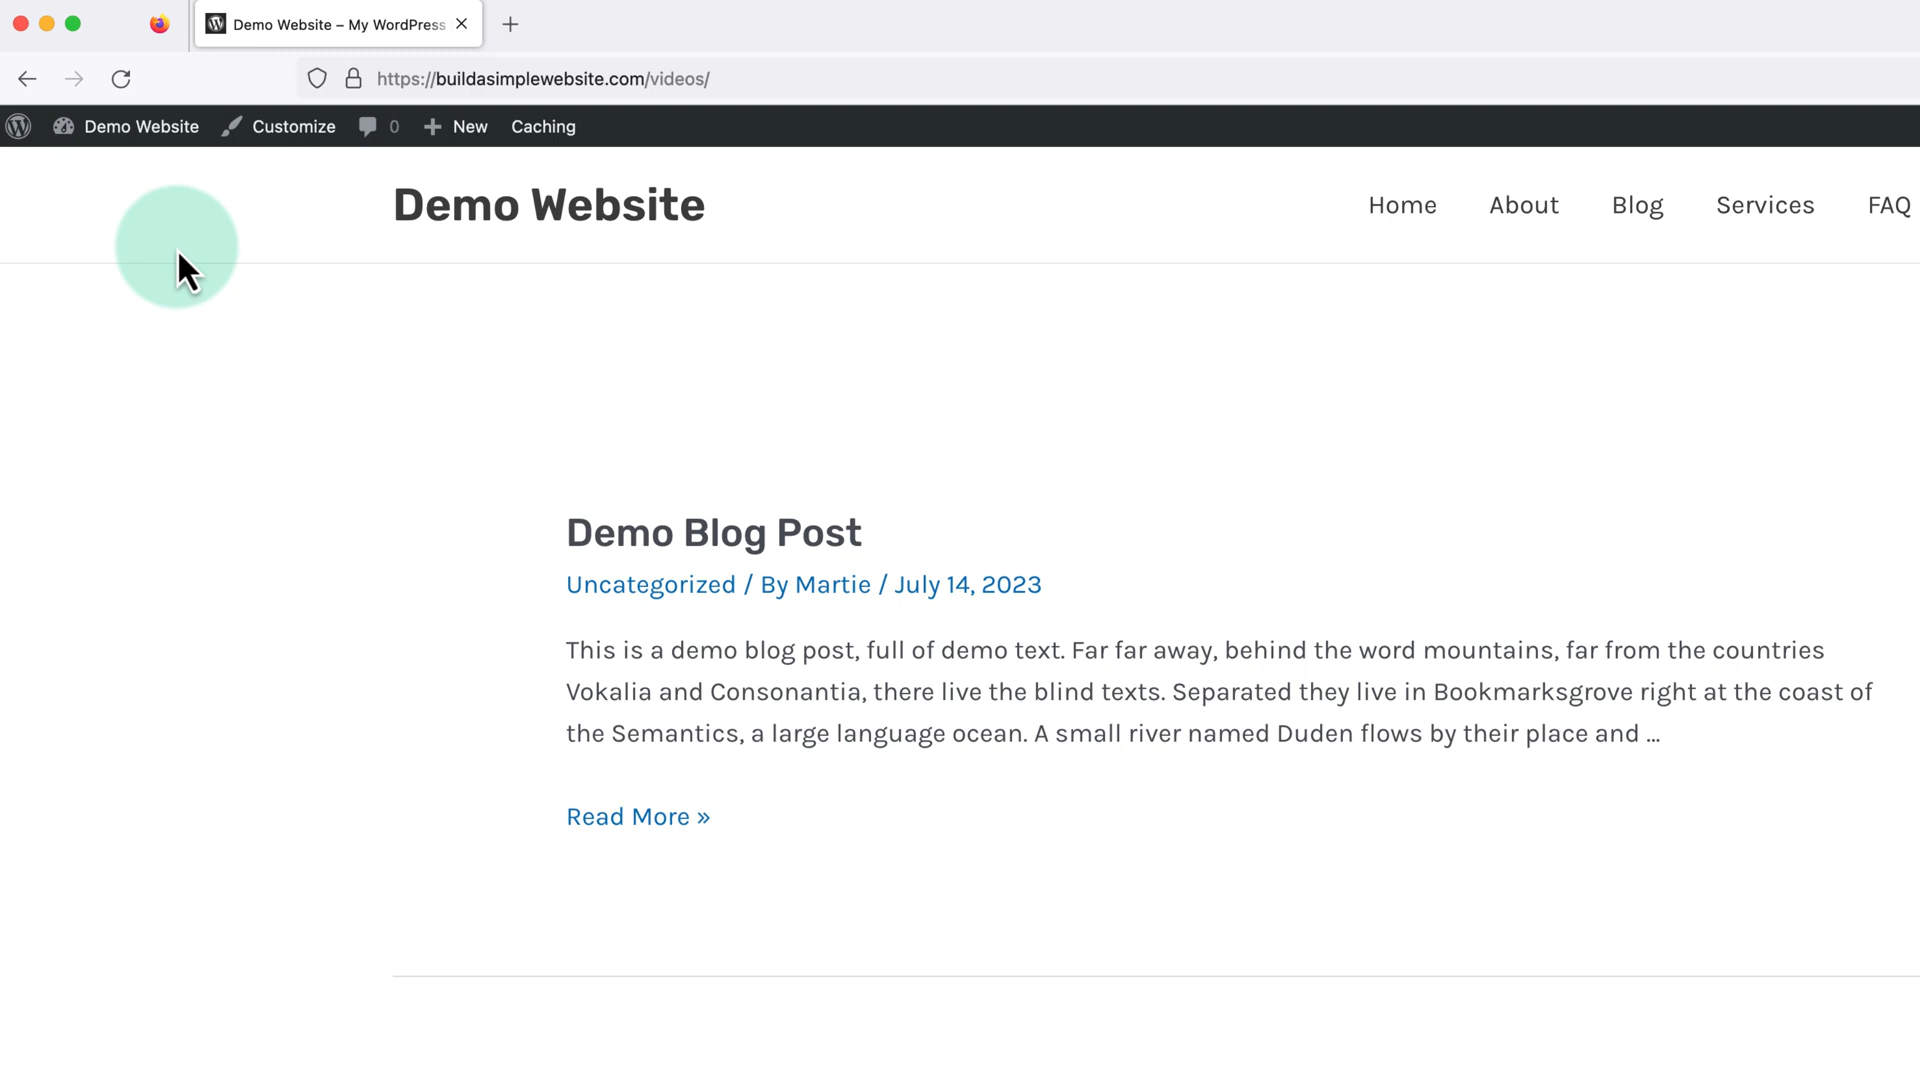 Demo Website – My WordPress
https://buildasimplewebsite.com/videos/
Demo Website Customize 0 New Caching
Demo Website
Home About Blog Services FAQ
Demo Blog Post
Uncategorized / By Martie / July 14, 2023
This is a demo blog post, full of demo text. Far far away, behind the word mountains, far from the countries
Vokalia and Consonantia, there live the blind texts. Separated they live in Bookmarksgrove right at the coast of
the Semantics, a large language ocean. A small river named Duden flows by their place and ...
Read More »